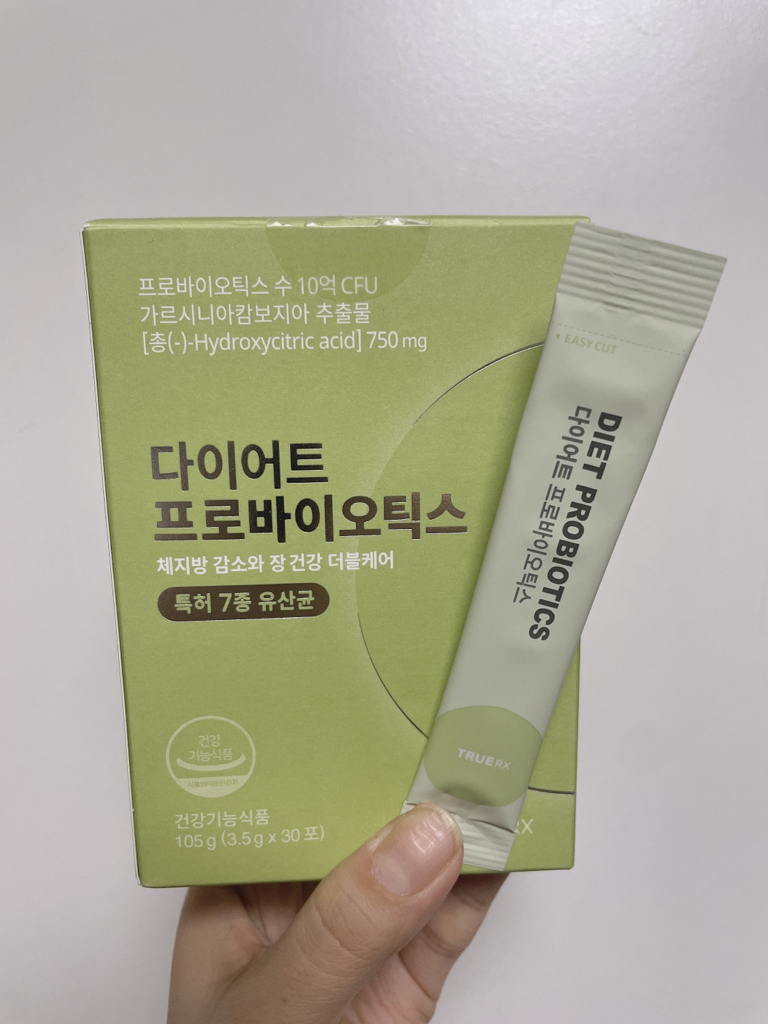 프로바이오틱스 수 10억 CFU
가르시니아캄보지아 추출물
[총(-)-Hydroxycitric acid] 750 mg
다이어트
프로바이오틱스
체지방 감소와 장 건강 더블케어
특허 7종 유산균
건강
기능식품
건강기능식품
105 g (3.5 g x 30 포)
RX
EASY CUT
DIET PROBIOTICS
다이어트 프로바이오틱스
TRUERX